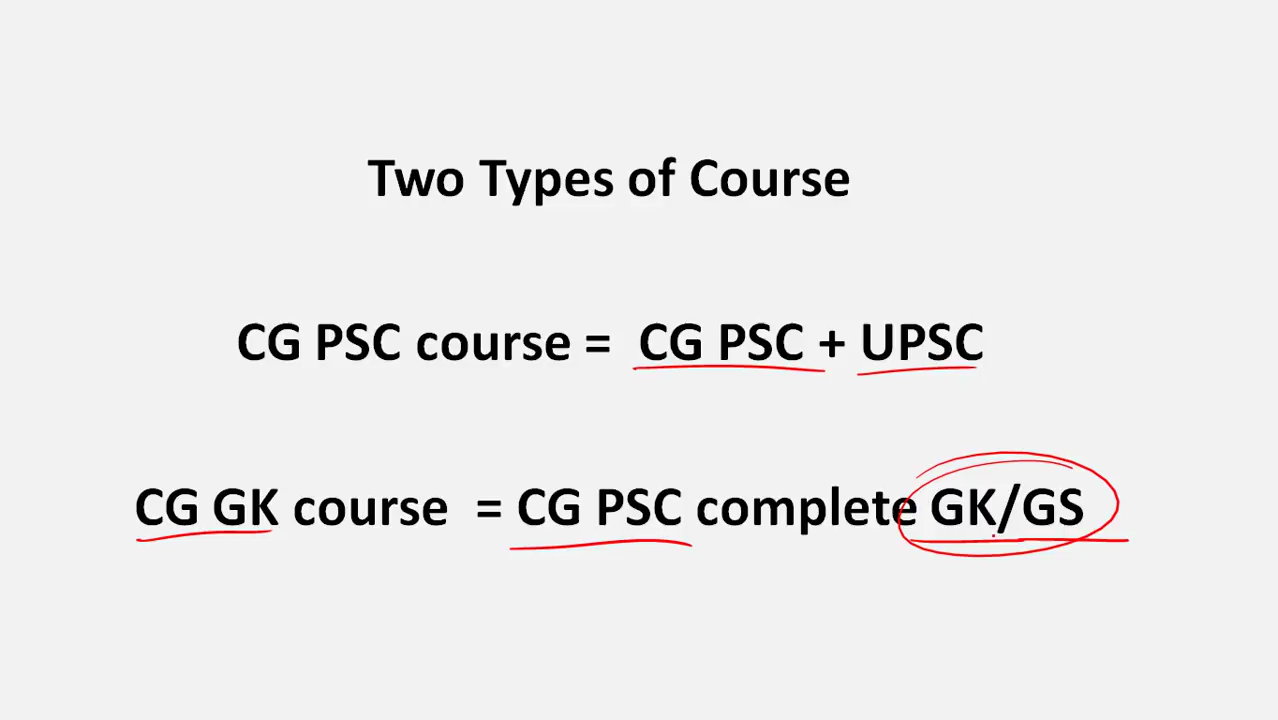 Two Types of Course
CG PSC course = CG PSC + UPSC
CG GK course = CG PSC complete GK/GS